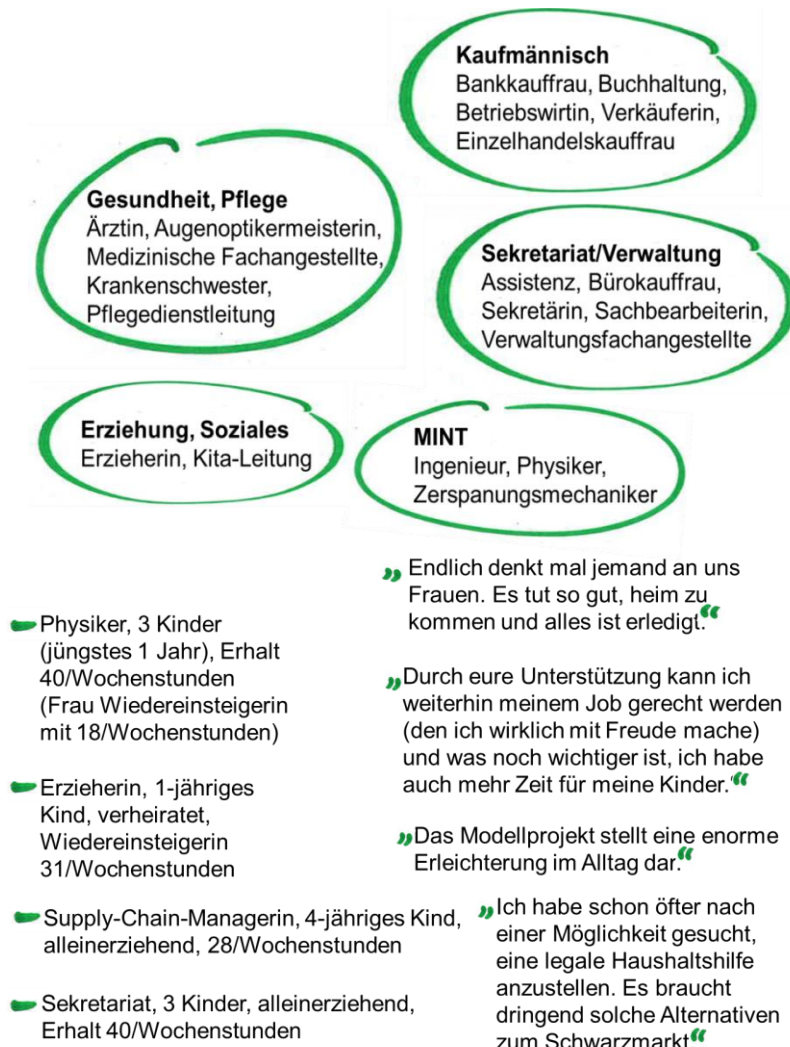 Kaufmännisch
Bankkauffrau, Buchhaltung,
Betriebswirtin, Verkäuferin,
Einzelhandelskauffrau
Gesundheit, Pflege
Ärztin, Augenoptikermeisterin,
Medizinische Fachangestellte,
Krankenschwester,
Pflegedienstleitung
Sekretariat/Verwaltung
Assistenz, Bürokauffrau,
Sekretärin, Sachbearbeiterin,
Verwaltungsfachangestellte
Erziehung, Soziales
Erzieherin, Kita-Leitung
MINT
Ingenieur, Physiker,
Zerspanungsmechaniker
„Endlich denkt mal jemand an uns
Frauen. Es tut so gut, heim zu
kommen und alles ist erledigt.“
Physiker, 3 Kinder
(jüngstes 1 Jahr), Erhalt
40/Wochenstunden
(Frau Wiedereinsteigerin
mit 18/Wochenstunden)
„Durch eure Unterstützung kann ich
weiterhin meinem Job gerecht werden
(den ich wirklich mit Freude mache)
und was noch wichtiger ist, ich habe
auch mehr Zeit für meine Kinder.“
Erzieherin, 1-jähriges
Kind, verheiratet,
Wiedereinsteigerin
31/Wochenstunden
„Das Modellprojekt stellt eine enorme
Erleichterung im Alltag dar.“
Supply-Chain-Managerin, 4-jähriges Kind,
alleinerziehend, 28/Wochenstunden
„Ich habe schon öfter nach
einer Möglichkeit gesucht,
eine legale Haushaltshilfe
anzustellen. Es braucht
dringend solche Alternativen
zum Schwarzmarkt“
Sekretariat, 3 Kinder, alleinerziehend,
Erhalt 40/Wochenstunden